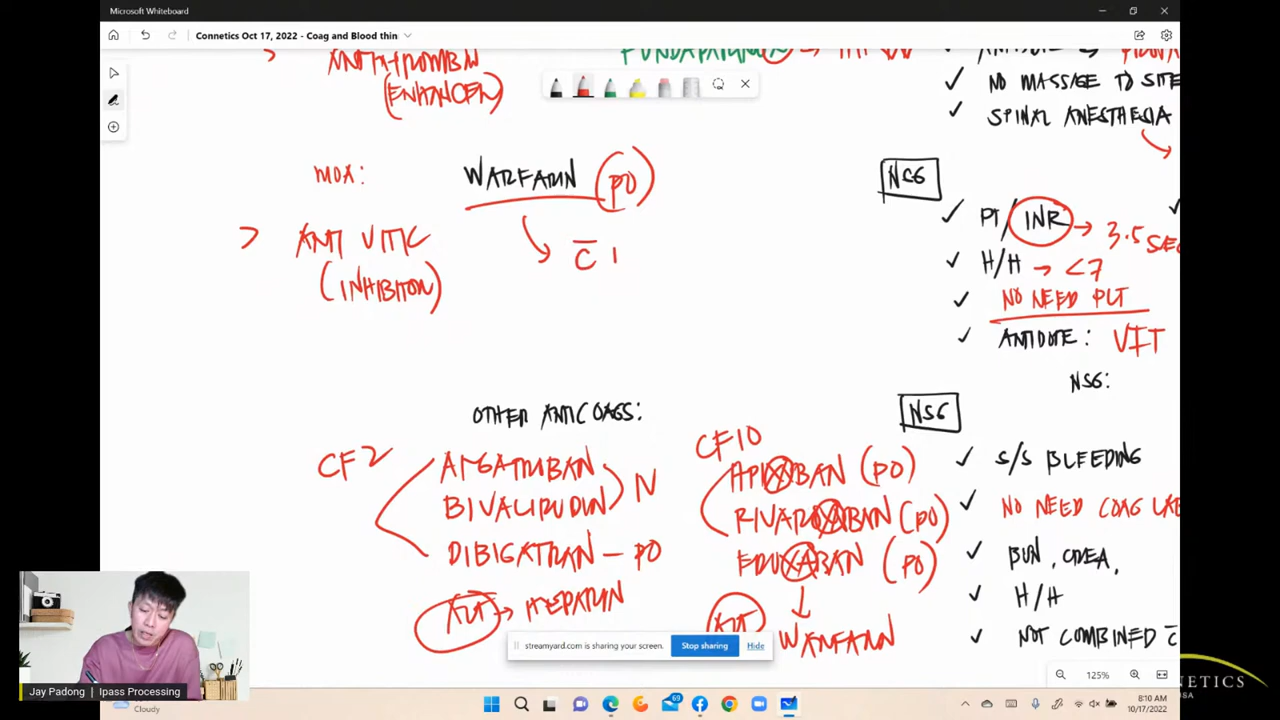 Microsoft Whiteboard
Connetics Oct 17, 2022 - Coag and Blood thin
(ENHANCER)
✓ NO MASSAGE TO SITE
✓ SPINAL ANESTHESIA
MOA:
WARFARIN (PO)
NSG
✓ PT/INR → 3.5 SEC
> ANTI VIT K
(INHIBITOR)
c̄ I
✓ H/H → <7
✓ NO NEED PLT
✓ ANTIDOTE: VIT
NSG:
OTHER ANTICOAGS:
NSG
CF2
ARGATROBAN
BIVALIRUDIN
IV
DIBIGATRAN – PO
CF10
APIXABAN (PO)
RIVAROXABAN (PO)
EDOXABAN (PO)
✓ S/S BLEEDING
✓ NO NEED COAG LAB
✓ BUN, CREA,
✓ H/H
✓ NOT COMBINED c̄
ALT → HEPARIN
ALT
WARFARIN
streamyard.com is sharing your screen.
Stop sharing
Hide
125%
Jay Padong | Ipass Processing
NETICS
USA
Cloudy
69
8:10 AM
10/17/2022